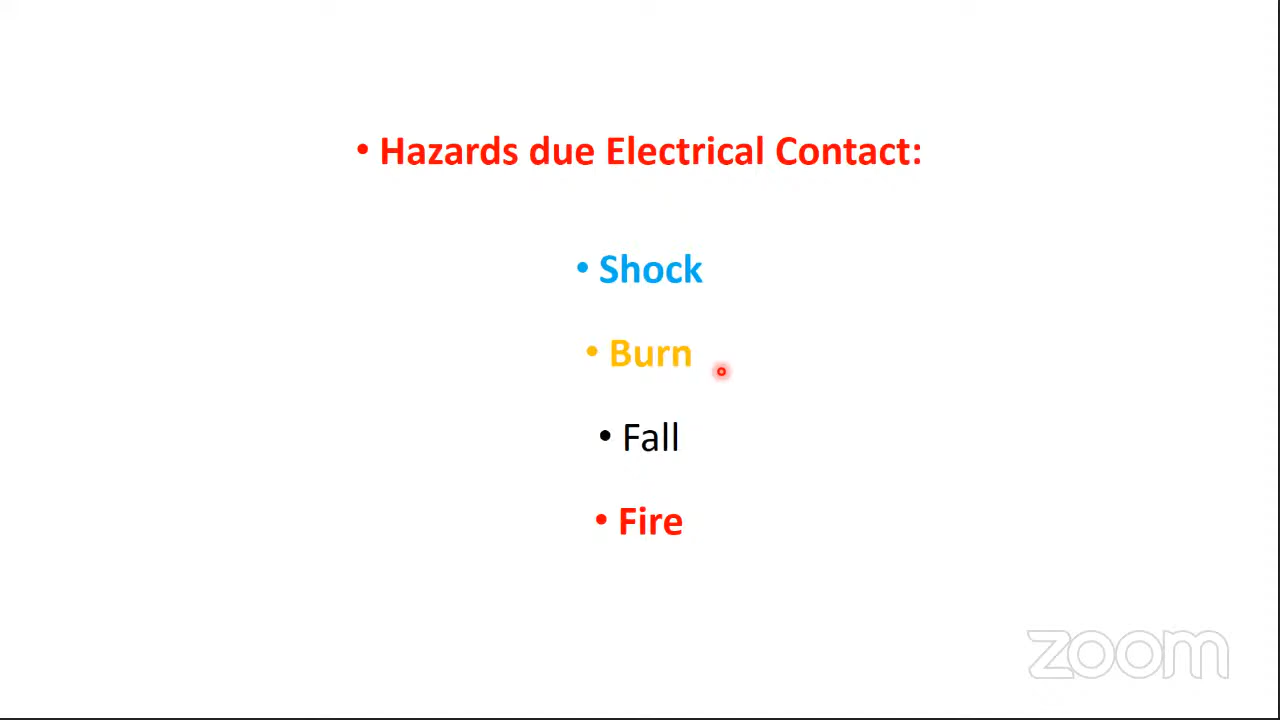 • Hazards due Electrical Contact:
• Shock
• Burn
• Fall
• Fire
zoom